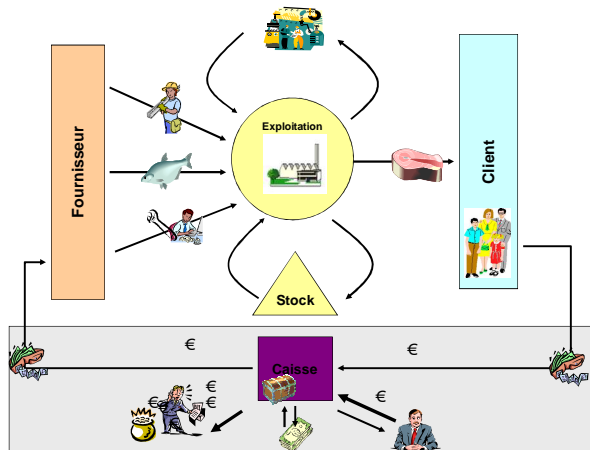 Exploitation
Fournisseur
Client
Stock
€
€
Caisse
€
€
€
€